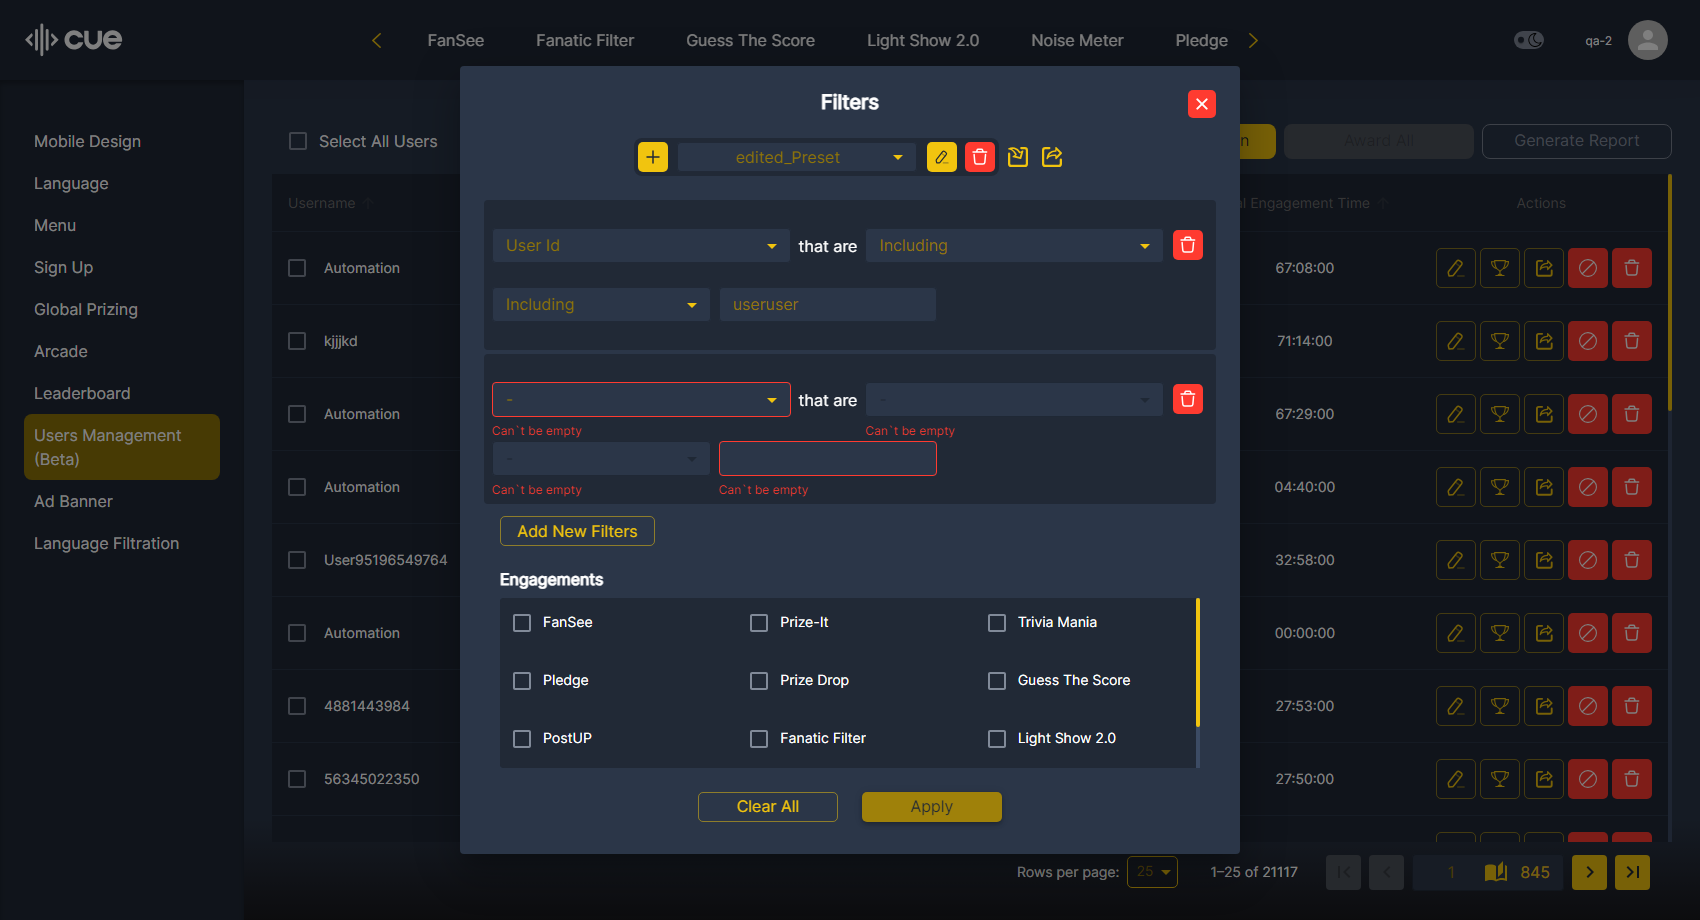 cue
FanSee
Fanatic Filter
Guess The Score
Light Show 2.0
Noise Meter
Pledge
qa-2
Mobile Design
Language
Menu
Sign Up
Global Prizing
Arcade
Leaderboard
Users Management
(Beta)
Ad Banner
Language Filtration
Select All Users
Award All
Generate Report
Username
Engagement Time
Actions
Automation
67:08:00
kjjjkd
71:14:00
Automation
67:29:00
Automation
04:40:00
User95196549764
32:58:00
Automation
00:00:00
4881443984
27:53:00
56345022350
27:50:00
Filters
edited_Preset
User Id
that are
Including
Including
useruser
-
that are
-
Can`t be empty
Can`t be empty
-
Can`t be empty
Can`t be empty
Add New Filters
Engagements
FanSee
Prize-It
Trivia Mania
Pledge
Prize Drop
Guess The Score
PostUP
Fanatic Filter
Light Show 2.0
Clear All
Apply
Rows per page:
25
1–25 of 21117
1
845